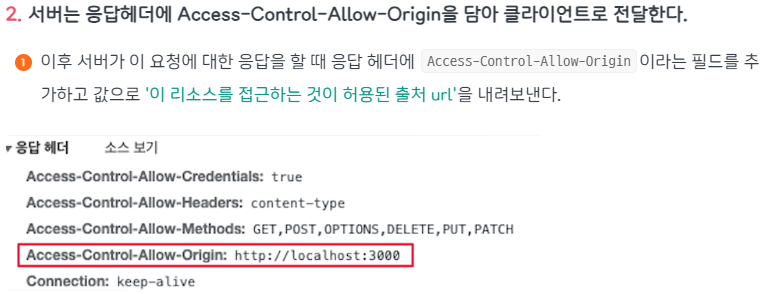 2. 서버는 응답헤더에 Access-Control-Allow-Origin을 담아 클라이언트로 전달한다.
1 이후 서버가 이 요청에 대한 응답을 할 때 응답 헤더에 Access-Control-Allow-Origin 이라는 필드를 추
가하고 값으로 '이 리소스를 접근하는 것이 허용된 출처 url'을 내려보낸다.
▼ 응답 헤더 소스 보기
Access-Control-Allow-Credentials: true
Access-Control-Allow-Headers: content-type
Access-Control-Allow-Methods: GET,POST,OPTIONS,DELETE,PUT,PATCH
Access-Control-Allow-Origin: http://localhost:3000
Connection: keep-alive